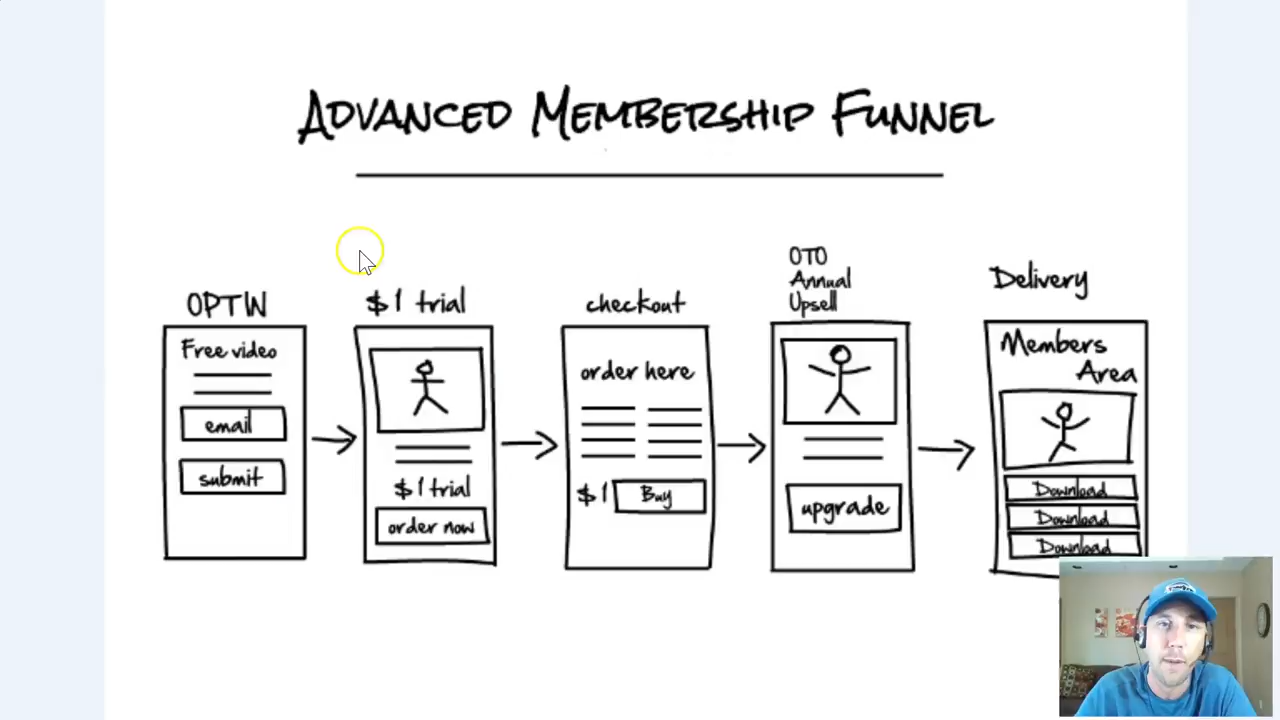 Advanced Membership Funnel
OPTIN
Free video
email
submit
$1 trial
$1 trial
order now
checkout
order here
$1 Buy
OTO
Annual
Upsell
upgrade
Delivery
Members
Area
Download
Download
Download